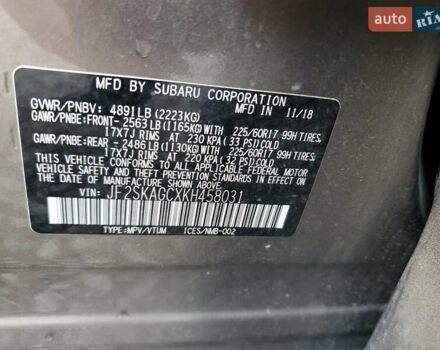 auto RIA
MFD BY SUBARU CORPORATION
GVWR/PNBV: 4891LB (2223KG) IN 11/18
GAWR/PNBE:FRONT-2563LB (1165KG)WITH 225/60R17 99H TIRES,
17X7J RIMS AT 230 KPA (33 PSI) COLD
GAWR/PNBE:REAR -2486LB (1130KG)WITH 225/60R17 99H TIRES,
17X7J RIMS AT 220 KPA (32 PSI) COLD
THIS VEHICLE CONFORMS TO ALL APPLICABLE FEDERAL MOTOR
VEHICLE SAFETY, BUMPER, AND THEFT PREVENTION STANDARDS
IN EFFECT ON THE DATE OF MANUFACTURE SHOWN ABOVE.
VIN: JF2SKAGCXKH458031
TYPE:MPV/VTUM ICES/NMB-002